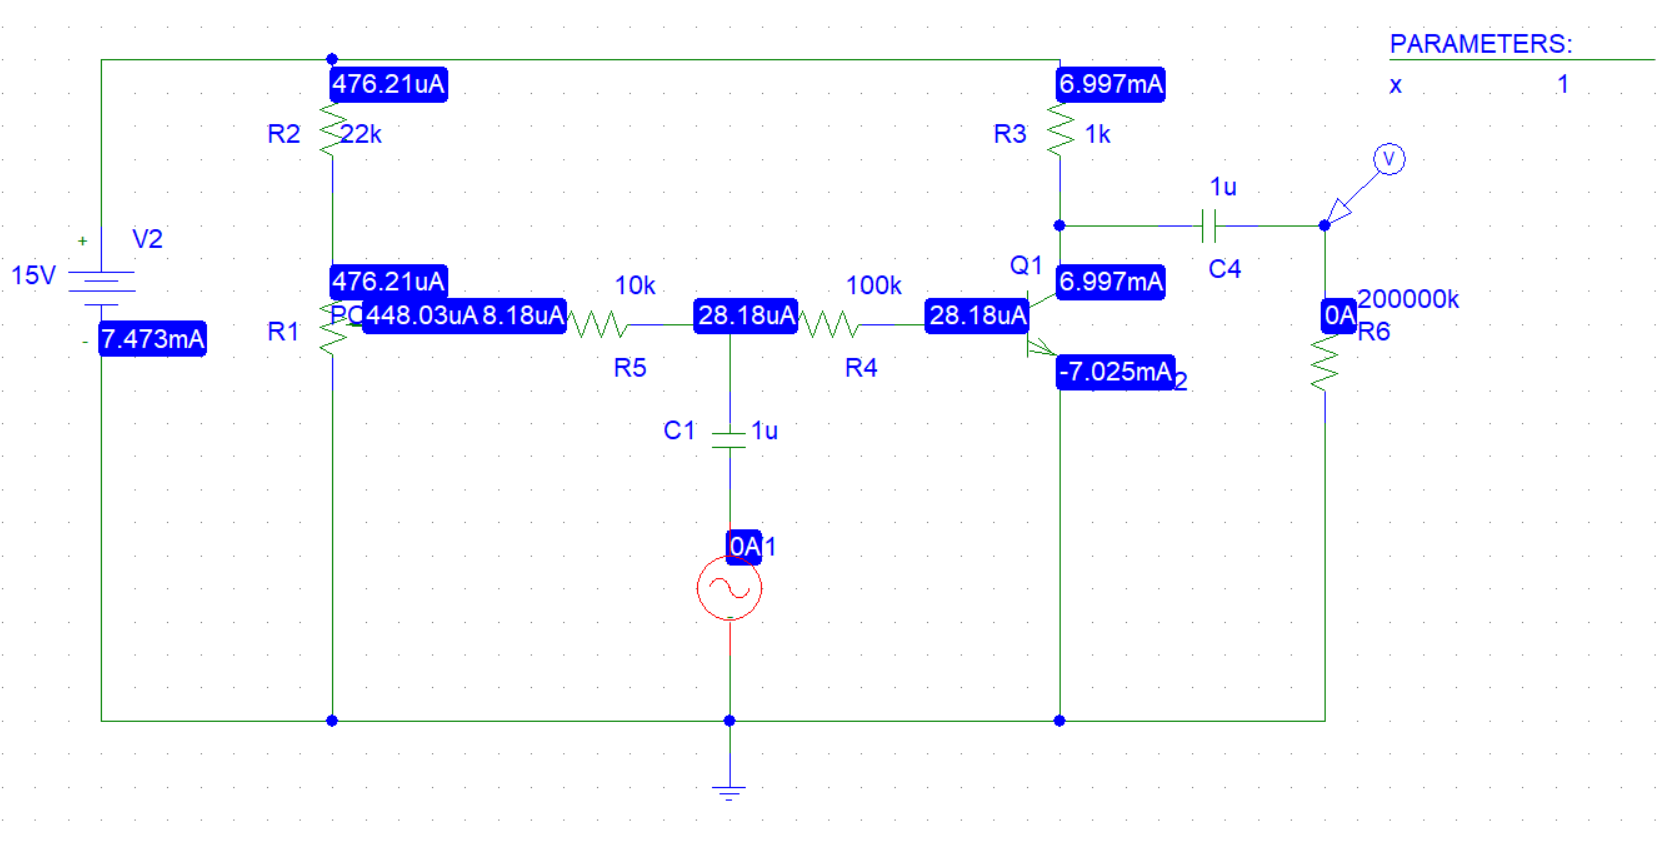 PARAMETERS:
x 1
476.21uA
6.997mA
R2 22k
R3 1k
V
1u
+ V2
15V
C4
Q1
476.21uA
6.997mA
10k
100k
200000k
R1
448.03uA 8.18uA
28.18uA
28.18uA
0A
R6
- 7.473mA
R5
R4
-7.025mA 2
C1 1u
0A 1